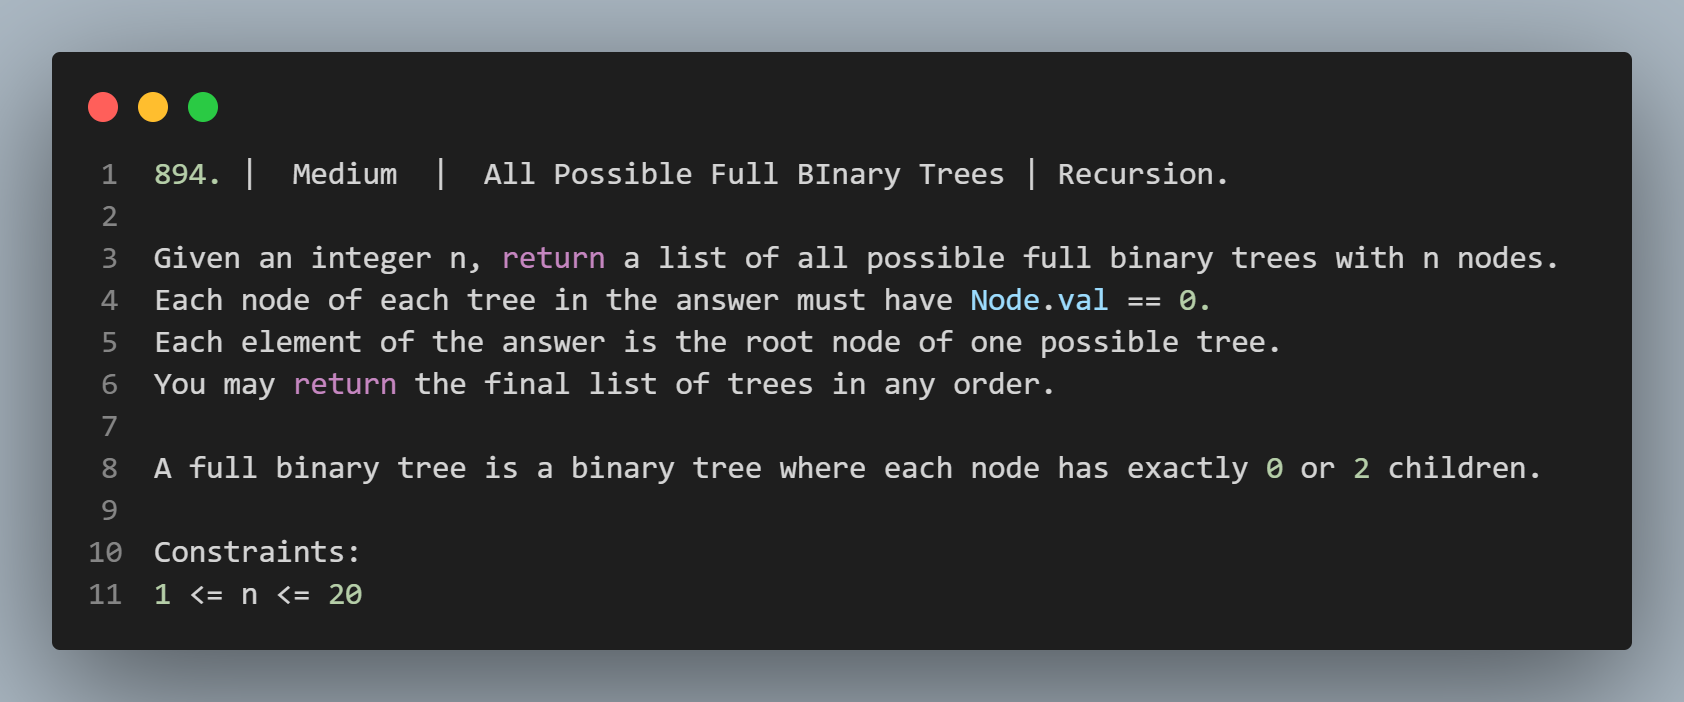 1 894. | Medium | All Possible Full BInary Trees | Recursion.
2
3 Given an integer n, return a list of all possible full binary trees with n nodes.
4 Each node of each tree in the answer must have Node.val == 0.
5 Each element of the answer is the root node of one possible tree.
6 You may return the final list of trees in any order.
7
8 A full binary tree is a binary tree where each node has exactly 0 or 2 children.
9
10 Constraints:
11 1 <= n <= 20